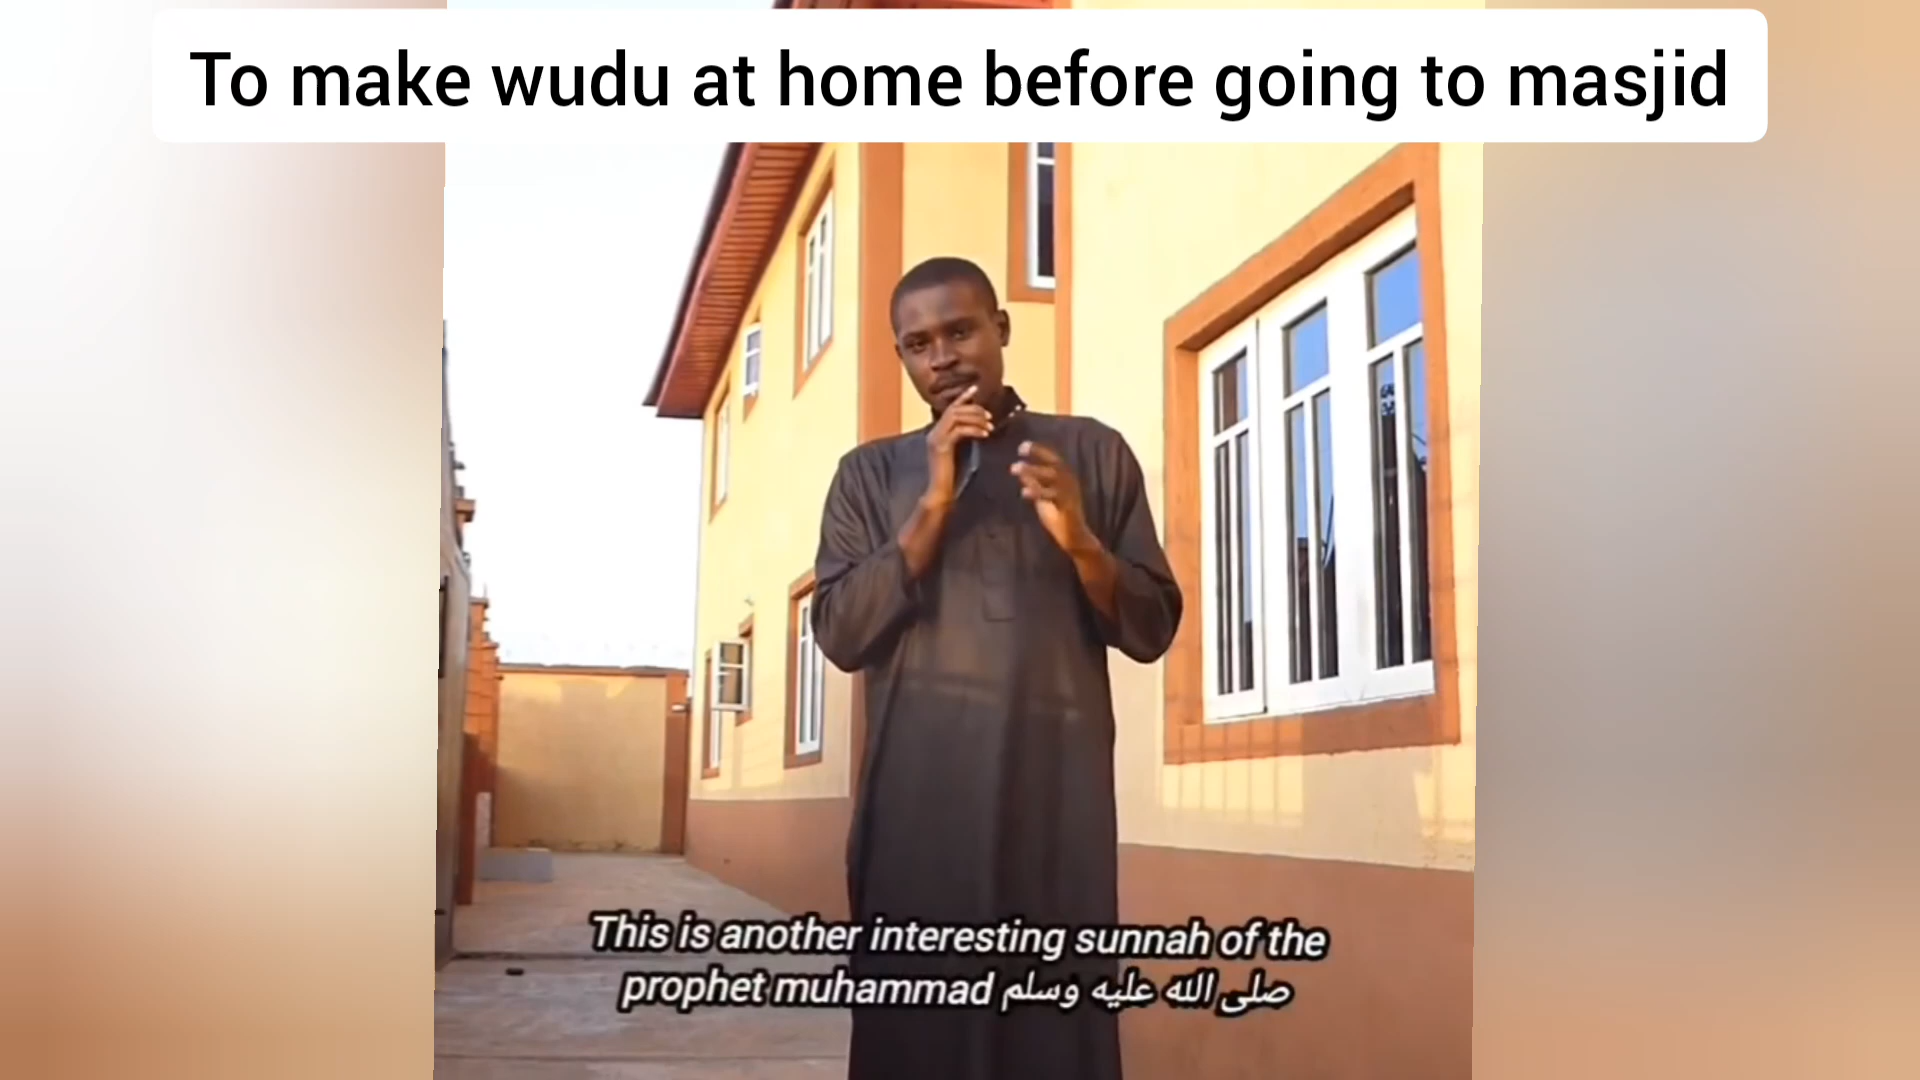 To make wudu at home before going to masjid
This is another interesting sunnah of the
prophet muhammad صلى الله عليه وسلم